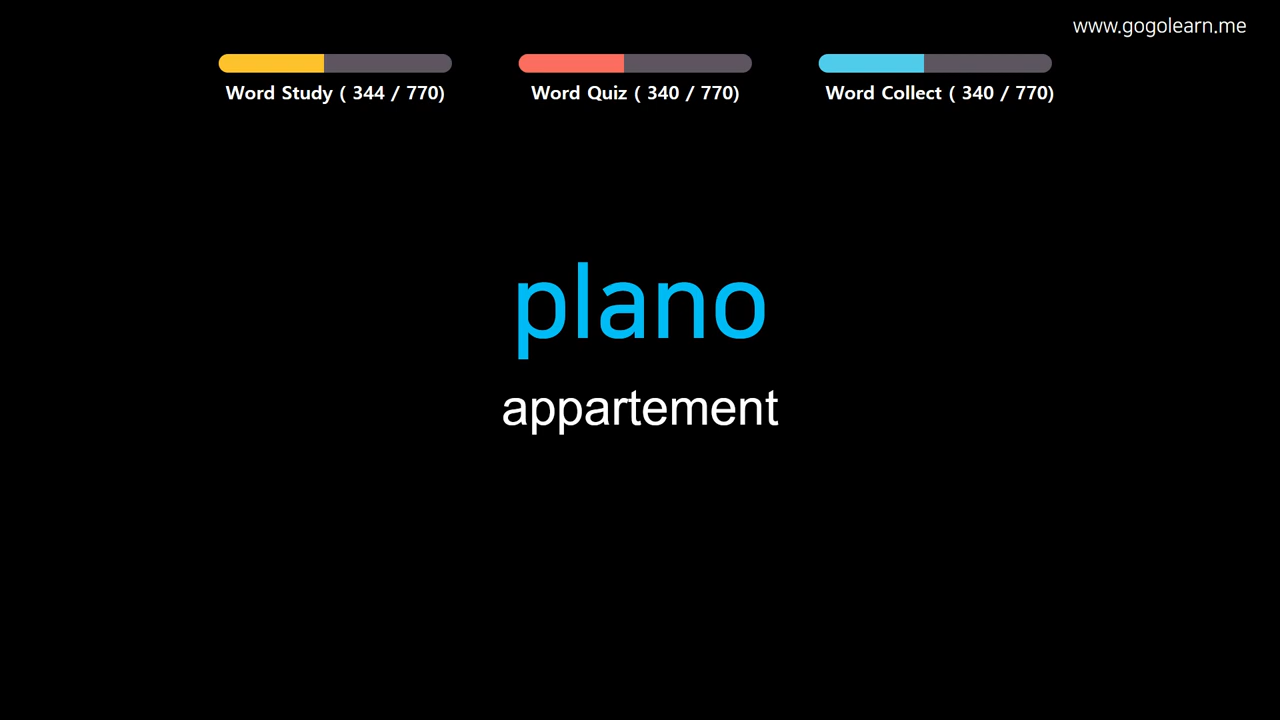 www.gogolearn.me
Word Study ( 344 / 770)
Word Quiz ( 340 / 770)
Word Collect ( 340 / 770)
plano
appartement